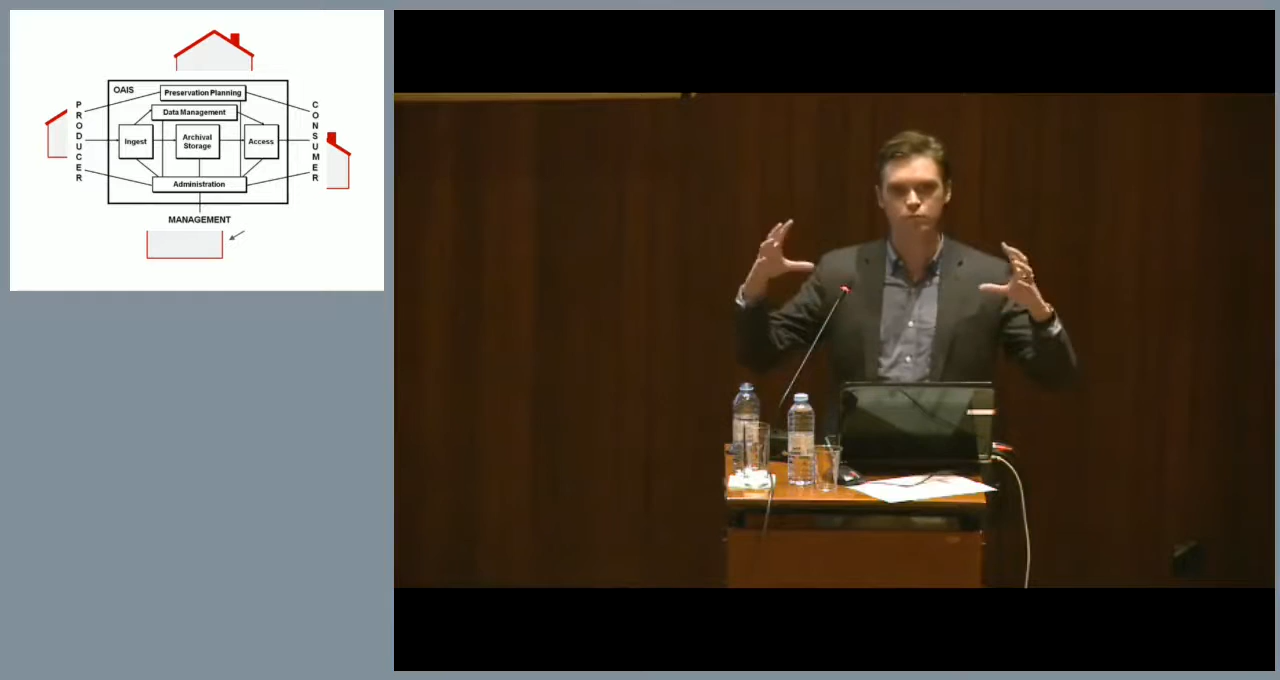 OAIS
Preservation Planning
Data Management
PRODUCER
Ingest
Archival
Storage
Access
CONSUMER
Administration
MANAGEMENT